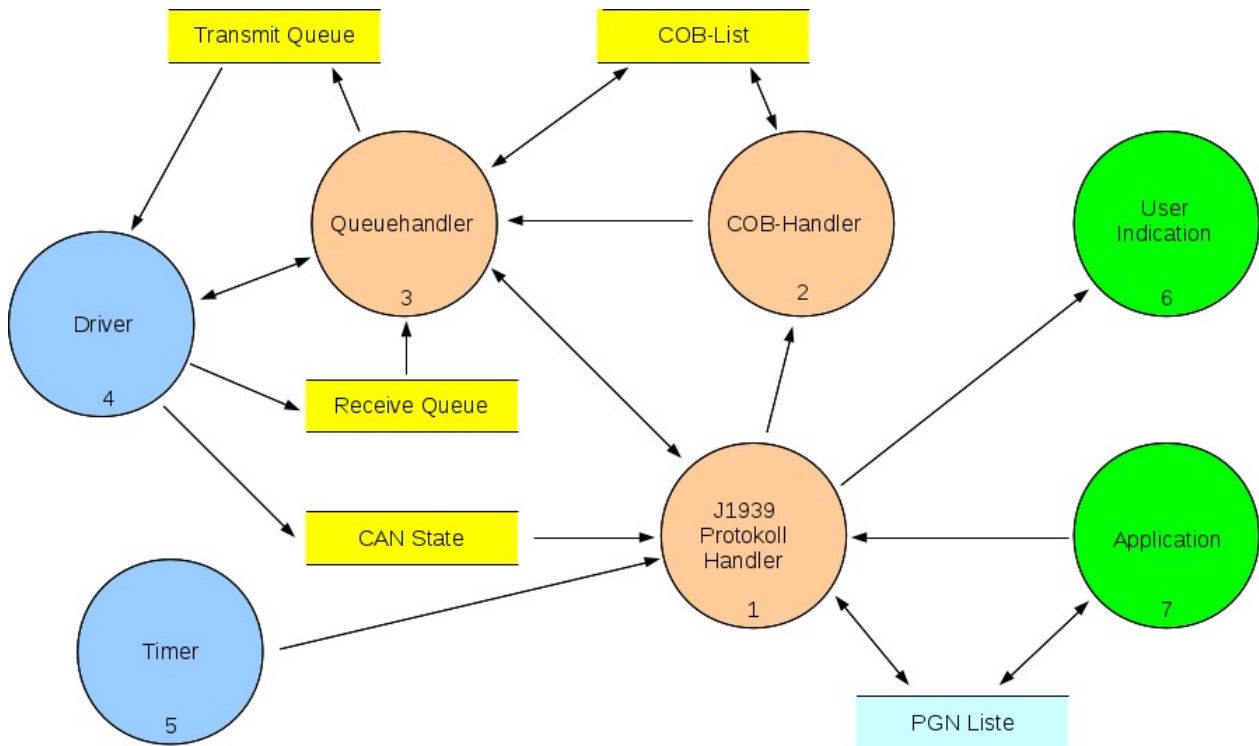 Transmit Queue
COB-List
Queuehandler
3
COB-Handler
2
User
Indication
6
Driver
4
Receive Queue
CAN State
J1939
Protokoll
Handler
1
Application
7
Timer
5
PGN Liste